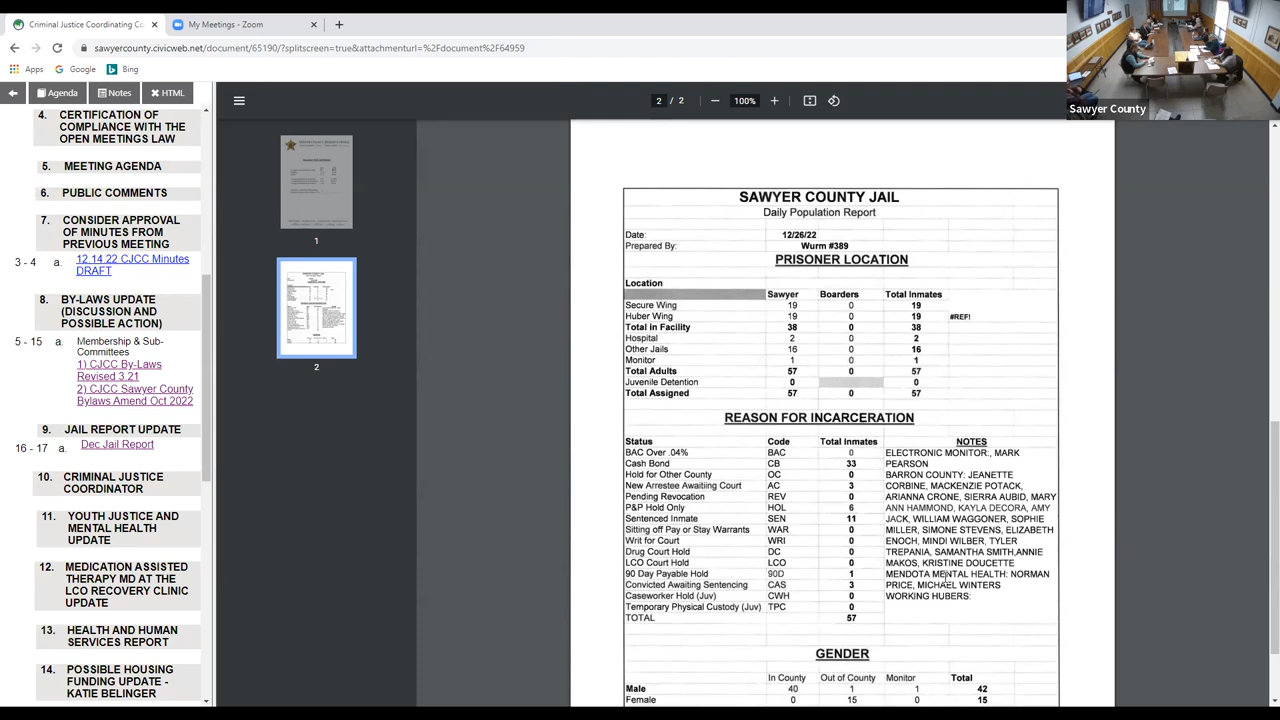 Criminal Justice Coordinating Co
My Meetings - Zoom
sawyercounty.civicweb.net/document/65190/?splitscreen=true&attachmenturl=%2Fdocument%2F64959
Apps Google Bing
Agenda Notes HTML
2 / 2 100%
Sawyer County
4. CERTIFICATION OF
COMPLIANCE WITH THE
OPEN MEETINGS LAW
5. MEETING AGENDA
6. PUBLIC COMMENTS
7. CONSIDER APPROVAL
OF MINUTES FROM
PREVIOUS MEETING
3 - 4 a. 12.14.22 CJCC Minutes
DRAFT
8. BY-LAWS UPDATE
(DISCUSSION AND
POSSIBLE ACTION)
5 - 15 a. Membership & Sub-
Committees
1) CJCC By-Laws
Revised 3.21
2) CJCC Sawyer County
Bylaws Amend Oct 2022
9. JAIL REPORT UPDATE
16 - 17 a. Dec Jail Report
10. CRIMINAL JUSTICE
COORDINATOR
11. YOUTH JUSTICE AND
MENTAL HEALTH
UPDATE
12. MEDICATION ASSISTED
THERAPY MD AT THE
LCO RECOVERY CLINIC
UPDATE
13. HEALTH AND HUMAN
SERVICES REPORT
14. POSSIBLE HOUSING
FUNDING UPDATE -
KATIE BELINGER
1
2
SAWYER COUNTY JAIL
Daily Population Report
Date: 12/26/22
Prepared By: Wurm #389
PRISONER LOCATION
Location
Sawyer Boarders Total Inmates
Secure Wing 19 0 19
Huber Wing 19 0 19 #REF!
Total in Facility 38 0 38
Hospital 2 0 2
Other Jails 16 0 16
Monitor 1 0 1
Total Adults 57 0 57
Juvenile Detention 0 0
Total Assigned 57 0 57
REASON FOR INCARCERATION
Status Code Total Inmates NOTES
BAC Over .04% BAC 0 ELECTRONIC MONITOR:, MARK
Cash Bond CB 33 PEARSON
Hold for Other County OC 0 BARRON COUNTY: JEANETTE
New Arrestee Awaitiing Court AC 3 CORBINE, MACKENZIE POTACK,
Pending Revocation REV 0 ARIANNA CRONE, SIERRA AUBID, MARY
P&P Hold Only HOL 6 ANN HAMMOND, KAYLA DECORA, AMY
Sentenced Inmate SEN 11 JACK, WILLIAM WAGGONER, SOPHIE
Sitting off Pay or Stay Warrants WAR 0 MILLER, SIMONE STEVENS, ELIZABETH
Writ for Court WRI 0 ENOCH, MINDI WILBER, TYLER
Drug Court Hold DC 0 TREPANIA, SAMANTHA SMITH,ANNIE
LCO Court Hold LCO 0 MAKOS, KRISTINE DOUCETTE
90 Day Payable Hold 90D 1 MENDOTA MENTAL HEALTH: NORMAN
Convicted Awaiting Sentencing CAS 3 PRICE, MICHAEL WINTERS
Caseworker Hold (Juv) CWH 0 WORKING HUBERS:
Temporary Physical Custody (Juv) TPC 0
TOTAL 57
GENDER
In County Out of County Monitor Total
Male 40 1 1 42
Female 0 15 0 15